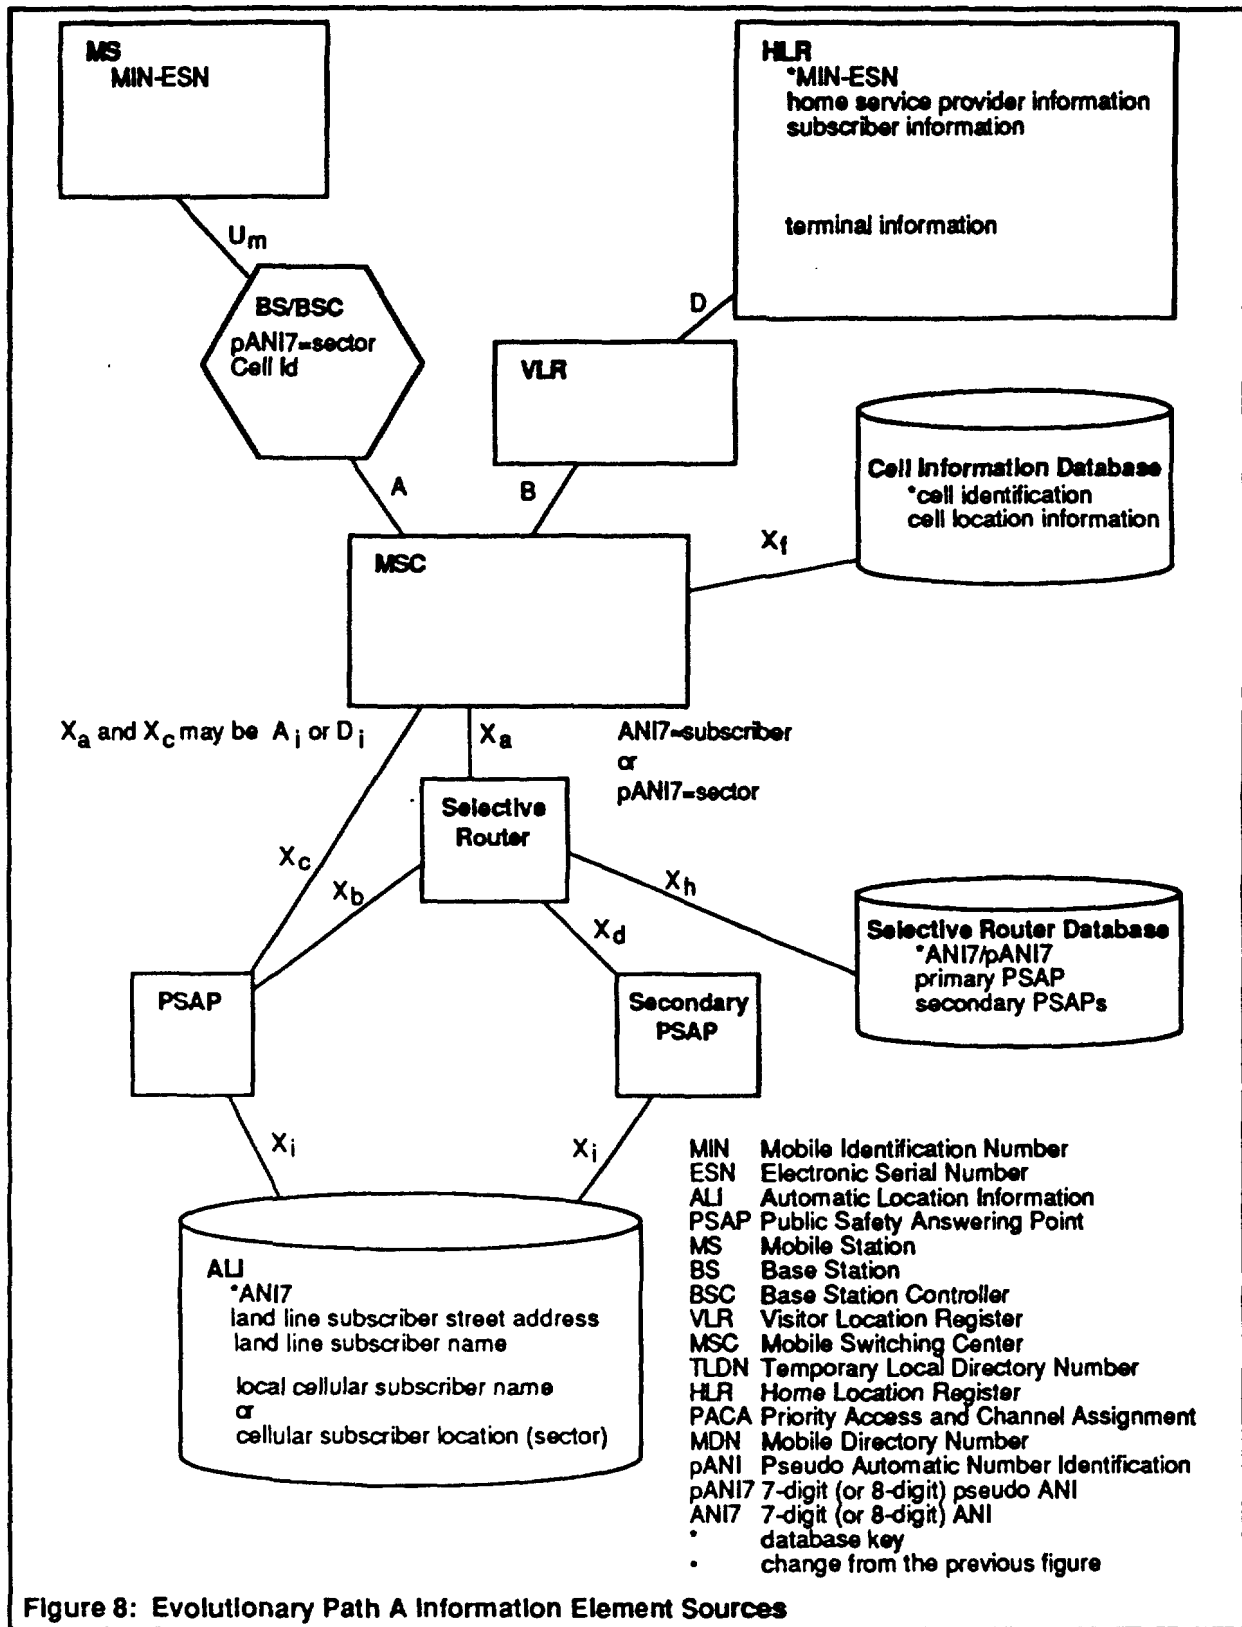 MS
MIN-ESN
HLR
*MIN-ESN
home service provider information
subscriber information
terminal information
Um
BS/BSC
pANI7=sector
Cell Id
D
VLR
A
B
Cell Information Database
*cell identification
cell location information
Xf
MSC
Xa and Xc may be Ai or Di
Xa
ANI7=subscriber
or
pANI7=sector
Selective
Router
Xc
Xb
Xh
Xd
Selective Router Database
*ANI7/pANI7
primary PSAP
secondary PSAPs
PSAP
Secondary
PSAP
Xi
Xi
ALI
*ANI7
land line subscriber street address
land line subscriber name
local cellular subscriber name
or
cellular subscriber location (sector)
MIN Mobile Identification Number
ESN Electronic Serial Number
ALI Automatic Location Information
PSAP Public Safety Answering Point
MS Mobile Station
BS Base Station
BSC Base Station Controller
VLR Visitor Location Register
MSC Mobile Switching Center
TLDN Temporary Local Directory Number
HLR Home Location Register
PACA Priority Access and Channel Assignment
MDN Mobile Directory Number
pANI Pseudo Automatic Number Identification
pANI7 7-digit (or 8-digit) pseudo ANI
ANI7 7-digit (or 8-digit) ANI
* database key
• change from the previous figure
Figure 8: Evolutionary Path A Information Element Sources